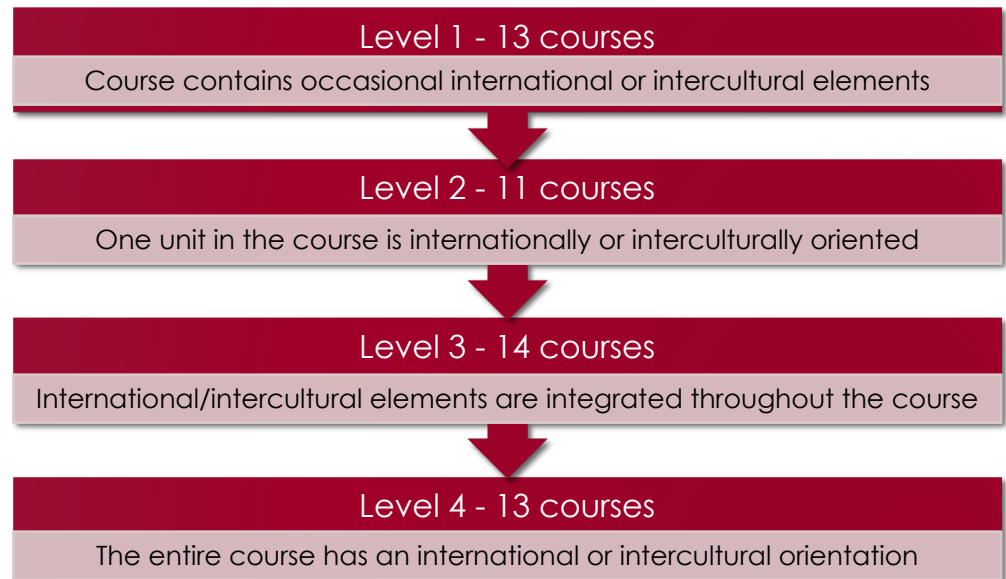 Level 1 - 13 courses
Course contains occasional international or intercultural elements
Level 2 - 11 courses
One unit in the course is internationally or interculturally oriented
Level 3 - 14 courses
International/intercultural elements are integrated throughout the course
Level 4 - 13 courses
The entire course has an international or intercultural orientation